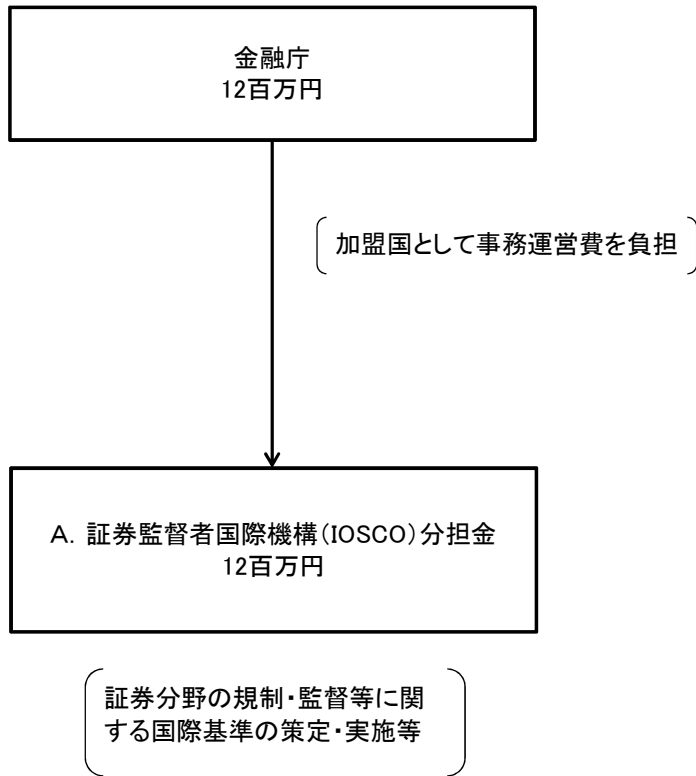 金融庁
12百万円
加盟国として事務運営費を負担
A. 証券監督者国際機構(IOSCO)分担金
12百万円
証券分野の規制・監督等に関
する国際基準の策定・実施等